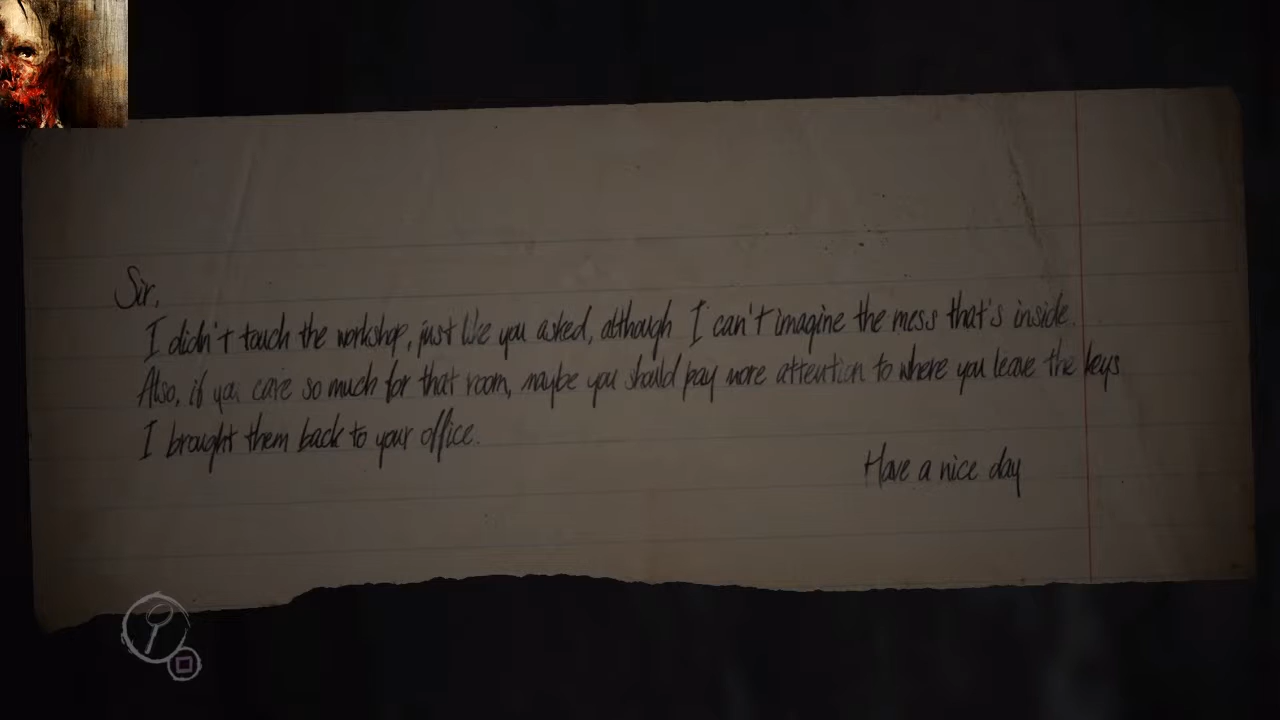 Sir,
I didn't touch the workshop, just like you asked, although I can't imagine the mess that's inside.
Also, if you care so much for that room, maybe you should pay more attention to where you leave the keys
I brought them back to your office.
Have a nice day